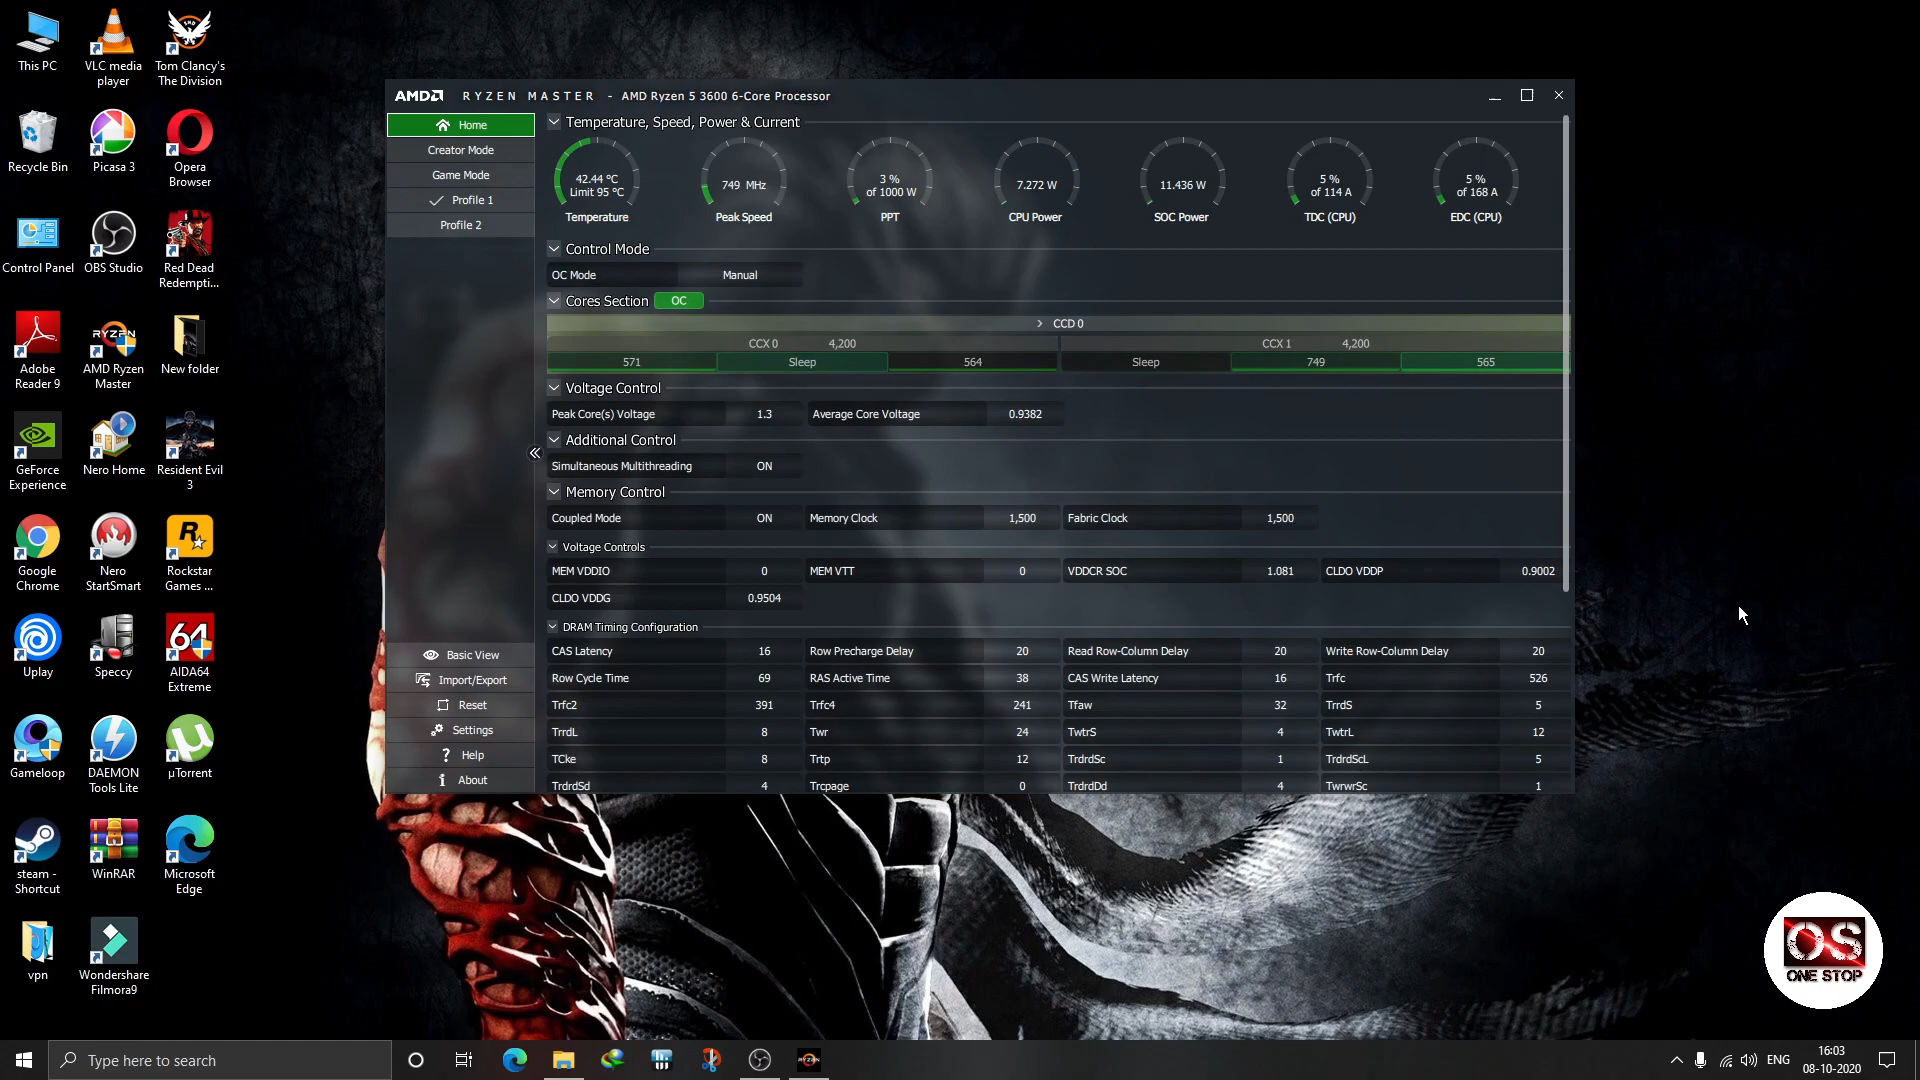 This PC
VLC media
player
Tom Clancy's
The Division
Recycle Bin
Picasa 3
Opera
Browser
Control Panel
OBS Studio
Red Dead
Redempti...
Adobe
Reader 9
RYZEN
AMD Ryzen
Master
New folder
GeForce
Experience
Nero Home
Resident Evil
3
Google
Chrome
Nero
StartSmart
Rockstar
Games ...
Uplay
Speccy
64
AIDA64
Extreme
Gameloop
DAEMON
Tools Lite
µTorrent
steam -
Shortcut
WinRAR
Microsoft
Edge
vpn
Wondershare
Filmora9
AMD RYZEN MASTER - AMD Ryzen 5 3600 6-Core Processor
Home
Creator Mode
Game Mode
Profile 1
Profile 2
Basic View
Import/Export
Reset
Settings
Help
About
Temperature, Speed, Power & Current
42.44 °C
Limit 95 °C
Temperature
749 MHz
Peak Speed
3 %
of 1000 W
PPT
7.272 W
CPU Power
11.436 W
SOC Power
5 %
of 114 A
TDC (CPU)
5 %
of 168 A
EDC (CPU)
Control Mode
OC Mode Manual
Cores Section OC
CCD 0
CCX 0 4,200 CCX 1 4,200
571 Sleep 564 Sleep 749 565
Voltage Control
Peak Core(s) Voltage 1.3 Average Core Voltage 0.9382
Additional Control
Simultaneous Multithreading ON
Memory Control
Coupled Mode ON Memory Clock 1,500 Fabric Clock 1,500
Voltage Controls
MEM VDDIO 0 MEM VTT 0 VDDCR SOC 1.081 CLDO VDDP 0.9002
CLDO VDDG 0.9504
DRAM Timing Configuration
CAS Latency 16 Row Precharge Delay 20 Read Row-Column Delay 20 Write Row-Column Delay 20
Row Cycle Time 69 RAS Active Time 38 CAS Write Latency 16 Trfc 526
Trfc2 391 Trfc4 241 Tfaw 32 TrrdS 5
TrrdL 8 Twr 24 TwtrS 4 TwtrL 12
TCke 8 Trtp 12 TrdrdSc 1 TrdrdScL 5
TrdrdSd 4 Trcpage 0 TrdrdDd 4 TwrwrSc 1
OS
ONE STOP
Type here to search
RYZEN
ENG
16:03
08-10-2020